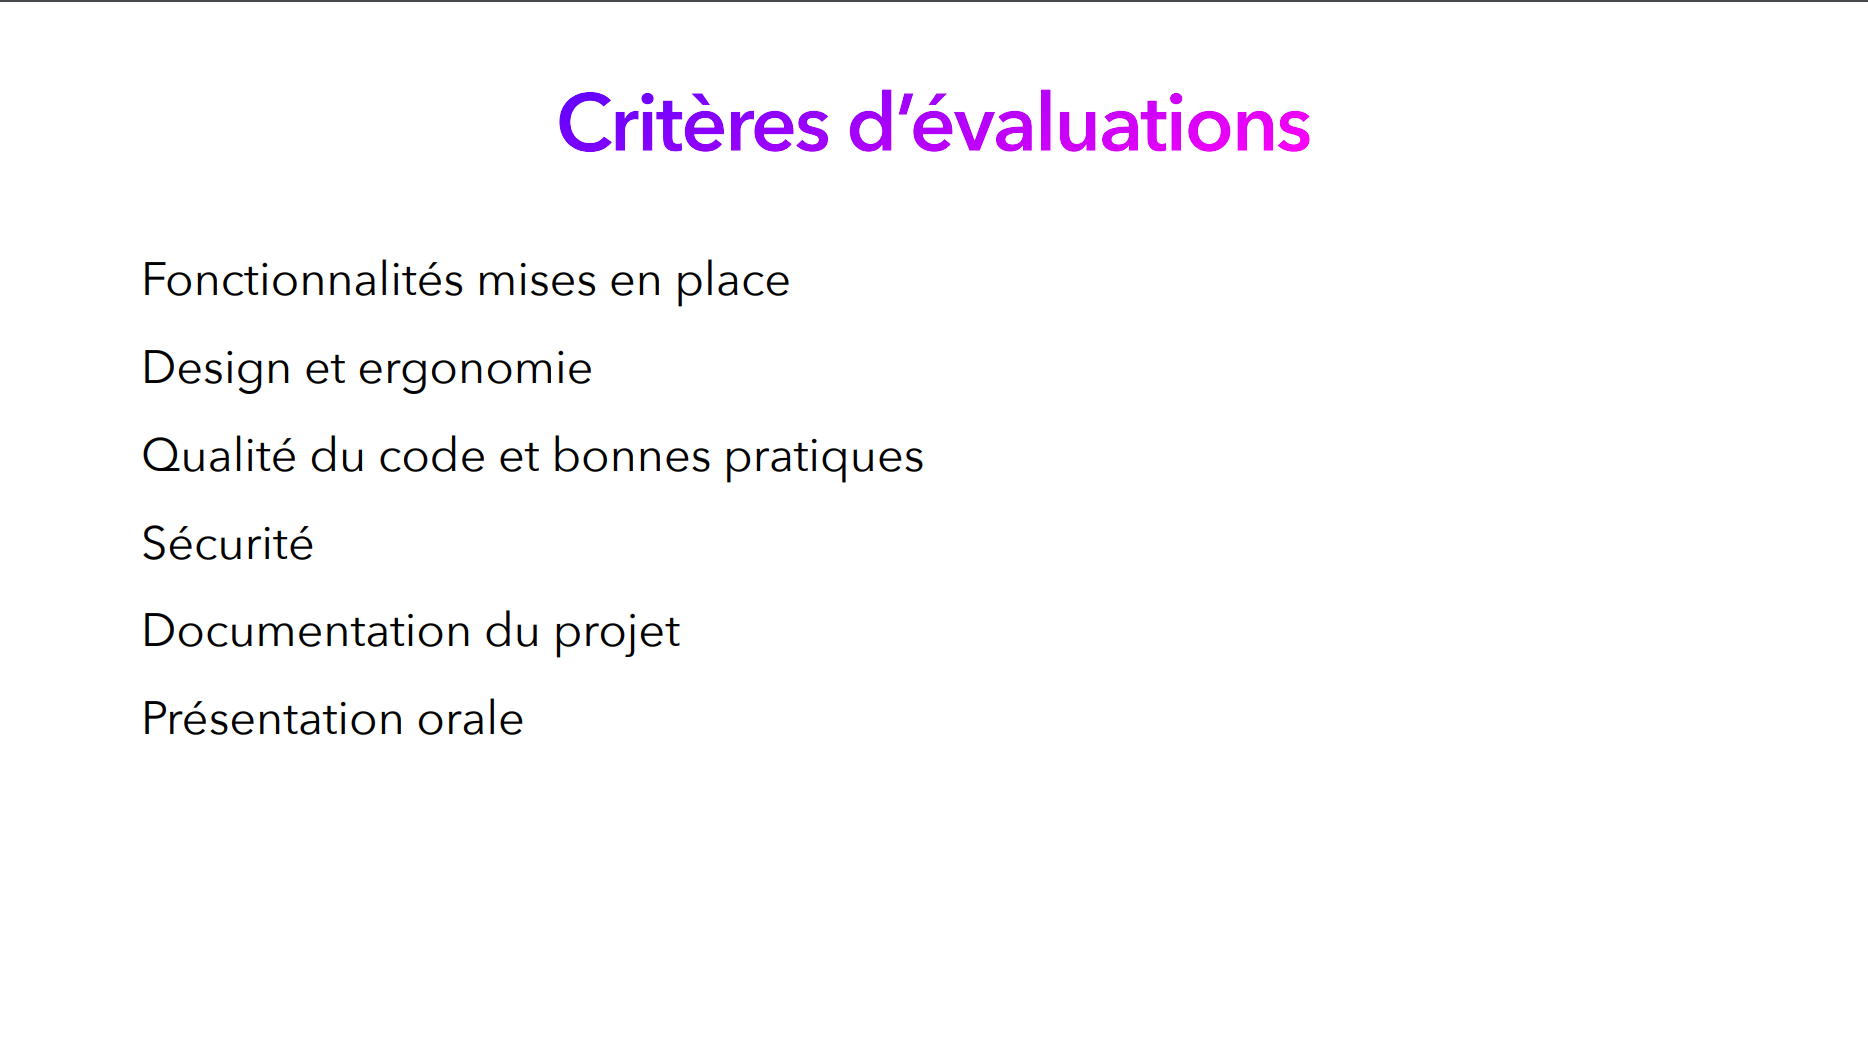 Critères d’évaluations
Fonctionnalités mises en place
Design et ergonomie
Qualité du code et bonnes pratiques
Sécurité
Documentation du projet
Présentation orale